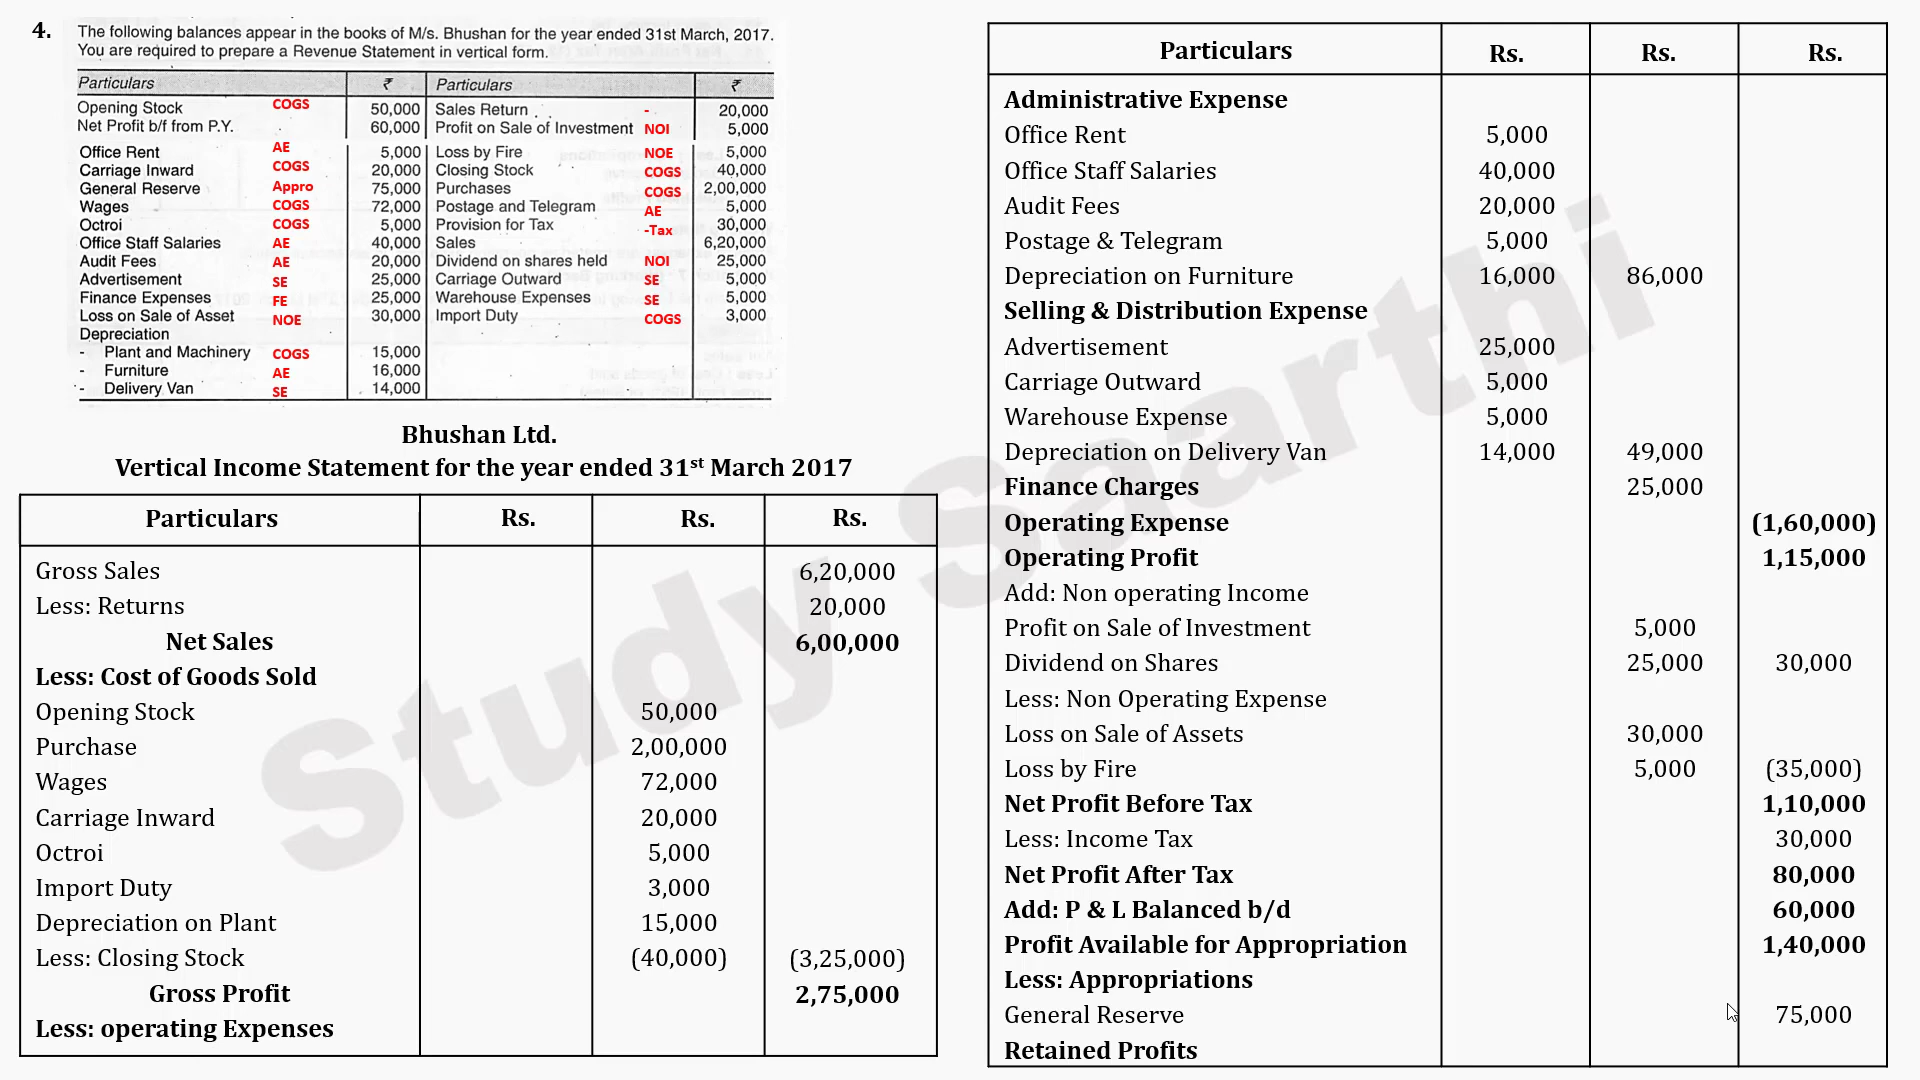 4. The following balances appear in the books of M/s. Bhushan for the year ended 31st March, 2017.
You are required to prepare a Revenue Statement in vertical form.
Particulars ₹ Particulars ₹
Opening Stock COGS 50,000 Sales Return - 20,000
Net Profit b/f from P.Y. 60,000 Profit on Sale of Investment NOI 5,000
Office Rent AE 5,000 Loss by Fire NOE 5,000
Carriage Inward COGS 20,000 Closing Stock COGS 40,000
General Reserve Appro 75,000 Purchases COGS 2,00,000
Wages COGS 72,000 Postage and Telegram AE 5,000
Octroi COGS 5,000 Provision for Tax -Tax 30,000
Office Staff Salaries AE 40,000 Sales 6,20,000
Audit Fees AE 20,000 Dividend on shares held NOI 25,000
Advertisement SE 25,000 Carriage Outward SE 5,000
Finance Expenses FE 25,000 Warehouse Expenses SE 5,000
Loss on Sale of Asset NOE 30,000 Import Duty COGS 3,000
Depreciation
- Plant and Machinery COGS 15,000
- Furniture AE 16,000
- Delivery Van SE 14,000
Bhushan Ltd.
Vertical Income Statement for the year ended 31st March 2017
Particulars Rs. Rs. Rs.
Gross Sales 6,20,000
Less: Returns 20,000
Net Sales 6,00,000
Less: Cost of Goods Sold
Opening Stock 50,000
Purchase 2,00,000
Wages 72,000
Carriage Inward 20,000
Octroi 5,000
Import Duty 3,000
Depreciation on Plant 15,000
Less: Closing Stock (40,000) (3,25,000)
Gross Profit 2,75,000
Less: operating Expenses
Particulars Rs. Rs. Rs.
Administrative Expense
Office Rent 5,000
Office Staff Salaries 40,000
Audit Fees 20,000
Postage & Telegram 5,000
Depreciation on Furniture 16,000 86,000
Selling & Distribution Expense
Advertisement 25,000
Carriage Outward 5,000
Warehouse Expense 5,000
Depreciation on Delivery Van 14,000 49,000
Finance Charges 25,000
Operating Expense (1,60,000)
Operating Profit 1,15,000
Add: Non operating Income
Profit on Sale of Investment 5,000
Dividend on Shares 25,000 30,000
Less: Non Operating Expense
Loss on Sale of Assets 30,000
Loss by Fire 5,000 (35,000)
Net Profit Before Tax 1,10,000
Less: Income Tax 30,000
Net Profit After Tax 80,000
Add: P & L Balanced b/d 60,000
Profit Available for Appropriation 1,40,000
Less: Appropriations
General Reserve 75,000
Retained Profits
Study Saarthi